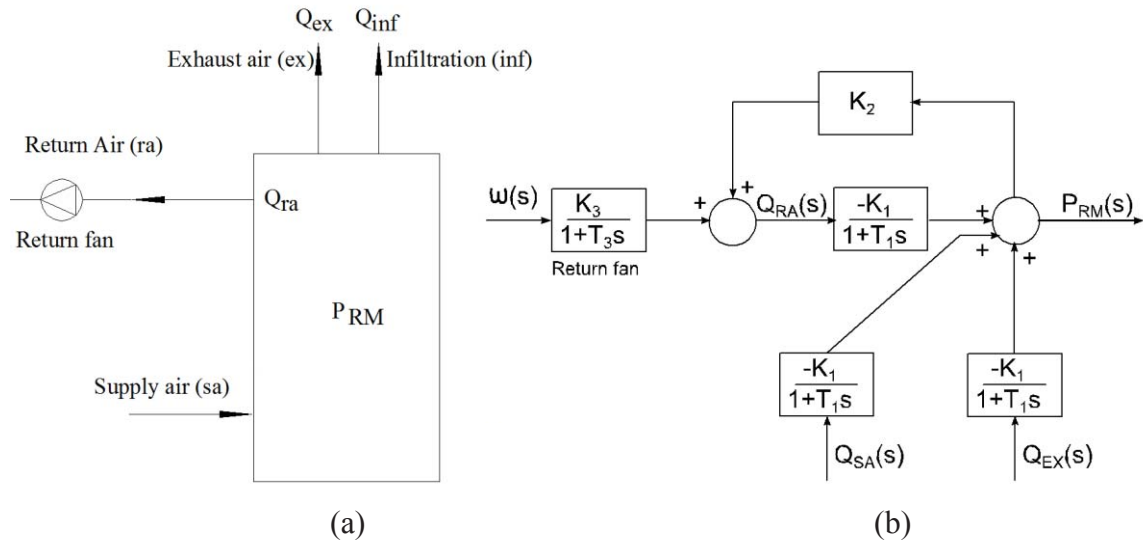 Q_ex
Q_inf
Exhaust air (ex)
Infiltration (inf)
Return Air (ra)
Q_ra
Return fan
P_RM
Supply air (sa)
(a)
K_2
ω(s)
K_3
1+T_3s
Return fan
+
+
Q_RA(s)
-K_1
1+T_1s
+
+
+
P_RM(s)
-K_1
1+T_1s
-K_1
1+T_1s
Q_SA(s)
Q_EX(s)
(b)